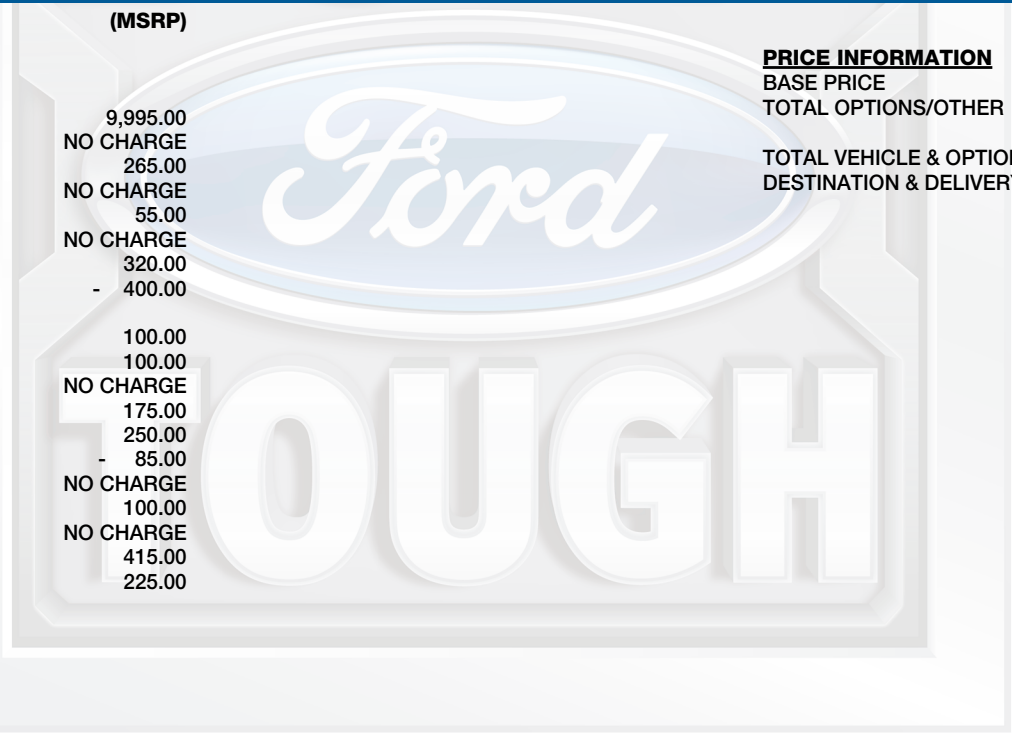 (MSRP)
9,995.00
NO CHARGE
265.00
NO CHARGE
55.00
NO CHARGE
320.00
- 400.00
100.00
100.00
NO CHARGE
175.00
250.00
- 85.00
NO CHARGE
100.00
NO CHARGE
415.00
225.00
PRICE INFORMATION
BASE PRICE
TOTAL OPTIONS/OTHER
TOTAL VEHICLE & OPTION
DESTINATION & DELIVERY
Ford
TOUGH